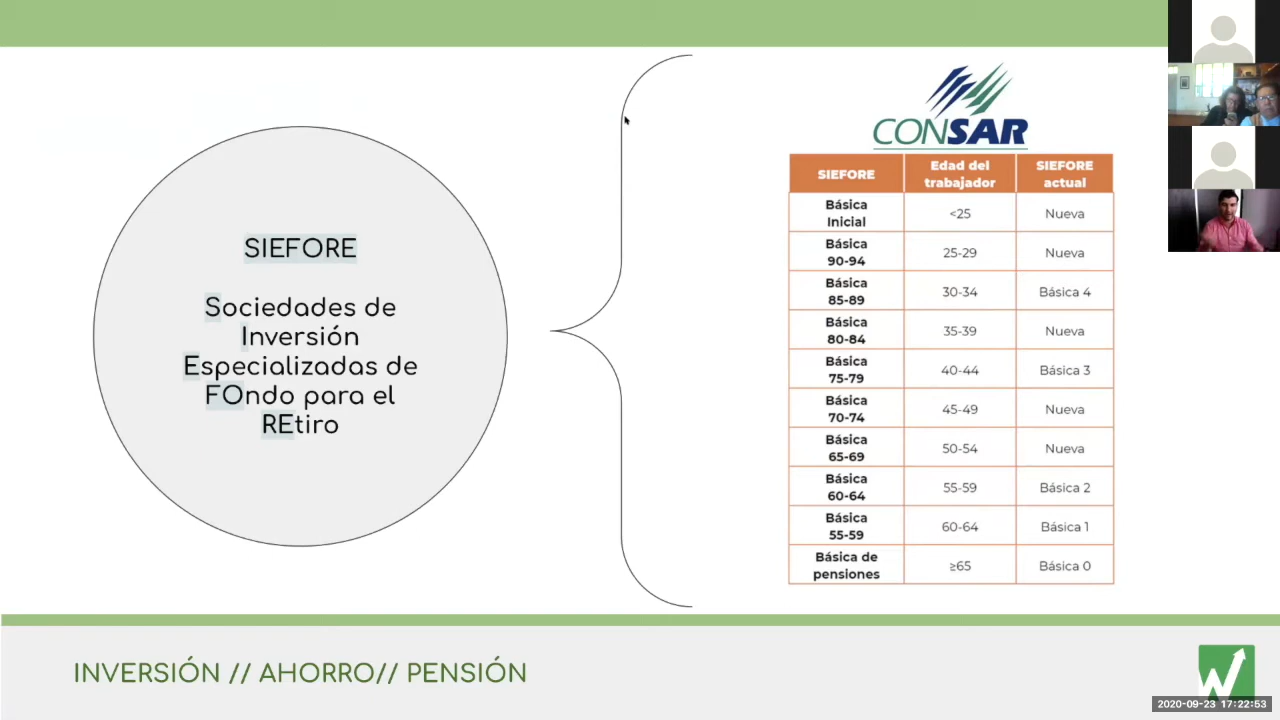 SIEFORE
Sociedades de
Inversión
Especializadas de
FOndo para el
REtiro
CONSAR
SIEFORE
Edad del
trabajador
SIEFORE
actual
Básica
Inicial
<25
Nueva
Básica
90-94
25-29
Nueva
Básica
85-89
30-34
Básica 4
Básica
80-84
35-39
Nueva
Básica
75-79
40-44
Básica 3
Básica
70-74
45-49
Nueva
Básica
65-69
50-54
Nueva
Básica
60-64
55-59
Básica 2
Básica
55-59
60-64
Básica 1
Básica de
pensiones
≥65
Básica 0
INVERSIÓN // AHORRO// PENSIÓN
W
2020-09-23 17:22:53